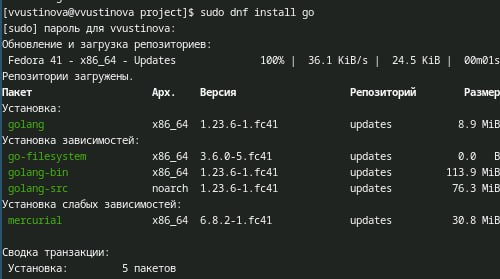 [vvustinova@vvustinova project]$ sudo dnf install go
[sudo] пароль для vvustinova:
Обновление и загрузка репозиториев:
Fedora 41 - x86_64 - Updates 100% | 36.1 KiB/s | 24.5 KiB | 00m01s
Репозитории загружены.
Пакет Арх. Версия Репозиторий Размер
Установка:
golang x86_64 1.23.6-1.fc41 updates 8.9 MiB
Установка зависимостей:
go-filesystem x86_64 3.6.0-5.fc41 updates 0.0 B
golang-bin x86_64 1.23.6-1.fc41 updates 113.9 MiB
golang-src noarch 1.23.6-1.fc41 updates 76.3 MiB
Установка слабых зависимостей:
mercurial x86_64 6.8.2-1.fc41 updates 30.8 MiB
Сводка транзакции:
Установка: 5 пакетов